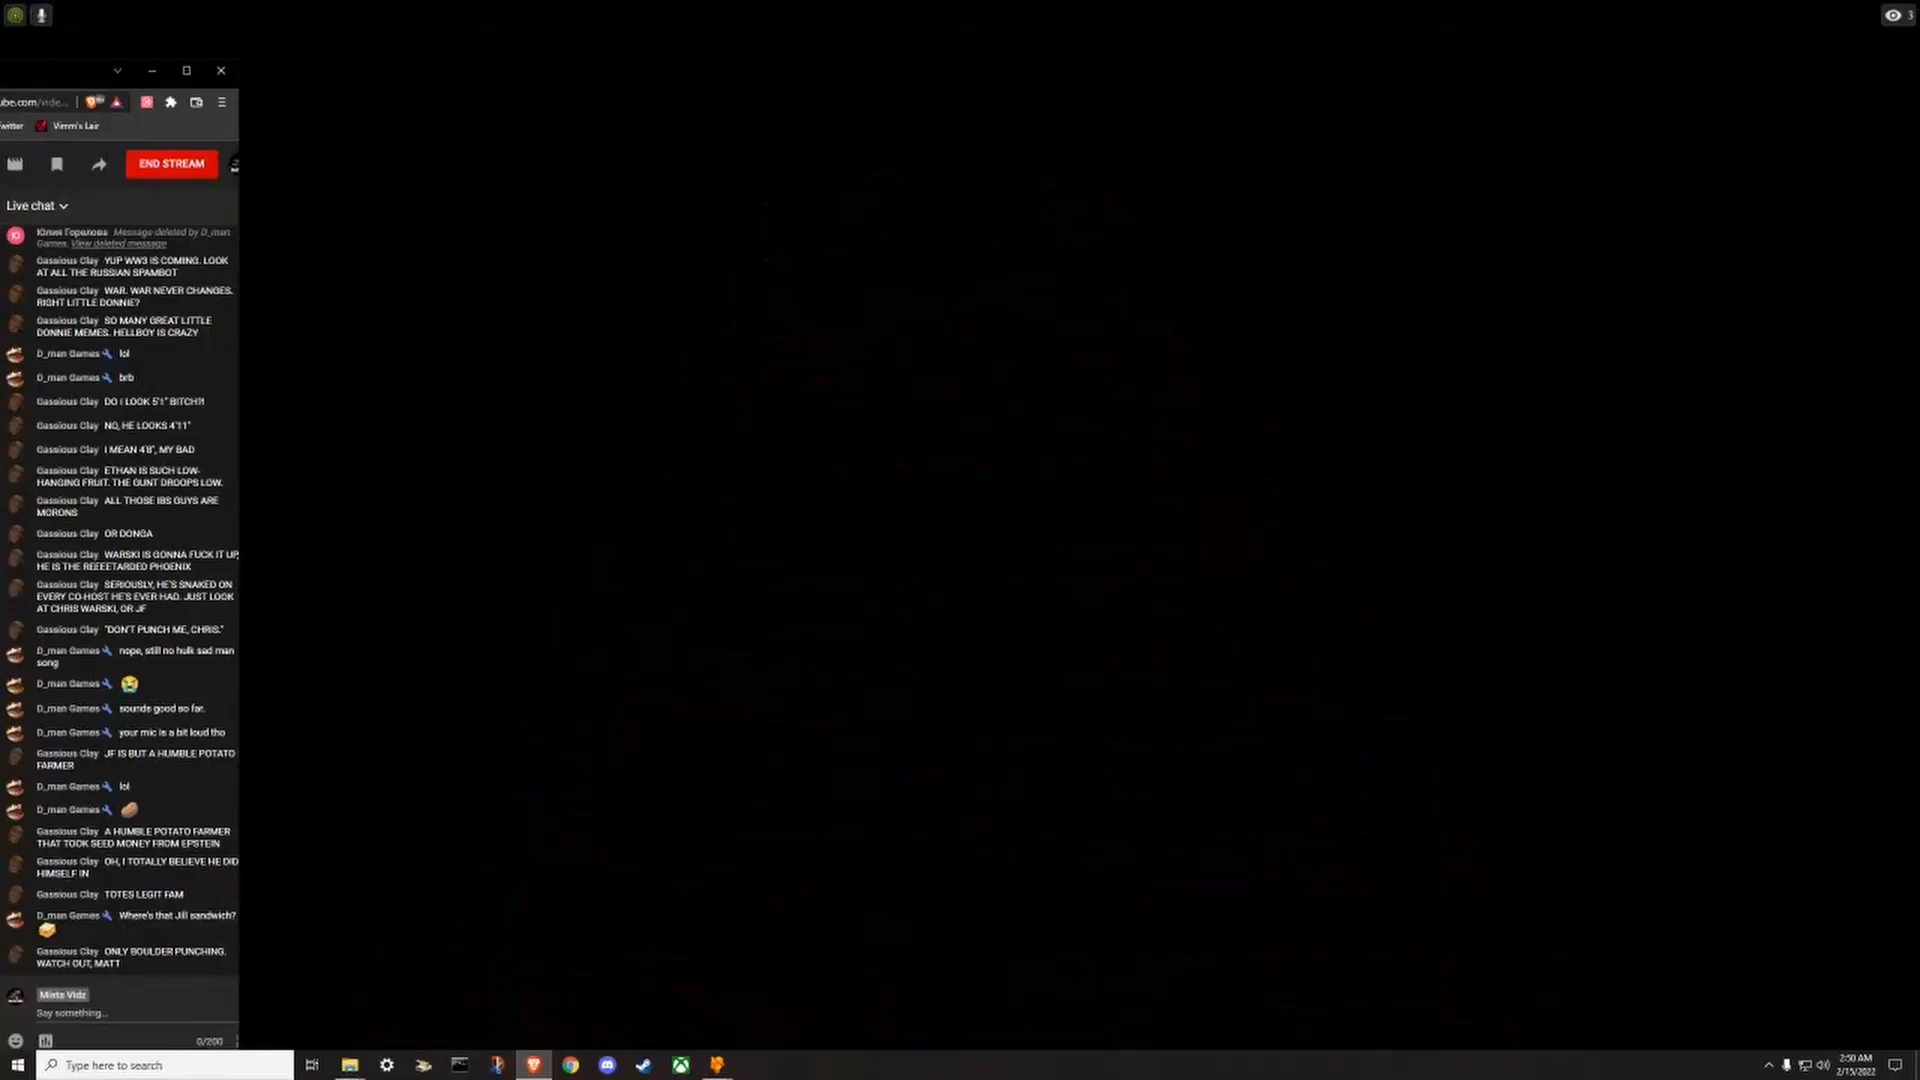 3
ube.com/vide...
witter
Vimm's Lair
END STREAM
Live chat
Юлия Горелова Message deleted by D_man
Games. View deleted message
Gassious Clay YUP WW3 IS COMING. LOOK
AT ALL THE RUSSIAN SPAMBOT
Gassious Clay WAR. WAR NEVER CHANGES.
RIGHT LITTLE DONNIE?
Gassious Clay SO MANY GREAT LITTLE
DONNIE MEMES. HELLBOY IS CRAZY
D_man Games lol
D_man Games brb
Gassious Clay DO I LOOK 5'1" BITCH?!
Gassious Clay NO, HE LOOKS 4'11"
Gassious Clay I MEAN 4'8", MY BAD
Gassious Clay ETHAN IS SUCH LOW-
HANGING FRUIT. THE GUNT DROOPS LOW.
Gassious Clay ALL THOSE IBS GUYS ARE
MORONS
Gassious Clay OR DONGA
Gassious Clay WARSKI IS GONNA FUCK IT UP,
HE IS THE REEEETARDED PHOENIX
Gassious Clay SERIOUSLY, HE'S SNAKED ON
EVERY CO-HOST HE'S EVER HAD. JUST LOOK
AT CHRIS WARSKI, OR JF
Gassious Clay "DON'T PUNCH ME, CHRIS."
D_man Games nope, still no hulk sad man
song
D_man Games 😭
D_man Games sounds good so far.
D_man Games your mic is a bit loud tho
Gassious Clay JF IS BUT A HUMBLE POTATO
FARMER
D_man Games lol
D_man Games 🥔
Gassious Clay A HUMBLE POTATO FARMER
THAT TOOK SEED MONEY FROM EPSTEIN
Gassious Clay OH, I TOTALLY BELIEVE HE DID
HIMSELF IN
Gassious Clay TOTES LEGIT FAM
D_man Games Where's that Jill sandwich?
Gassious Clay ONLY BOULDER PUNCHING.
WATCH OUT, MATT
Mista Vidz
Say something...
0/200
Type here to search
2:50 AM
2/15/2022